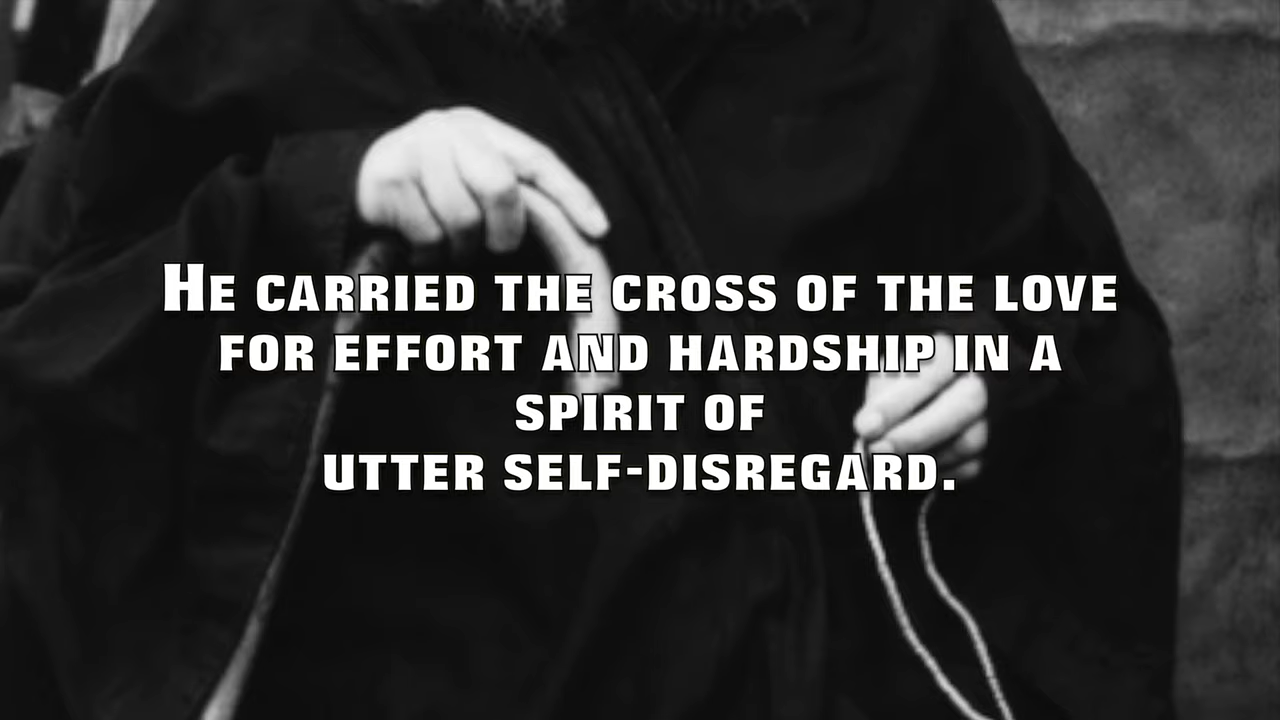 He carried the cross of the love
for effort and hardship in a
spirit of
utter self-disregard.